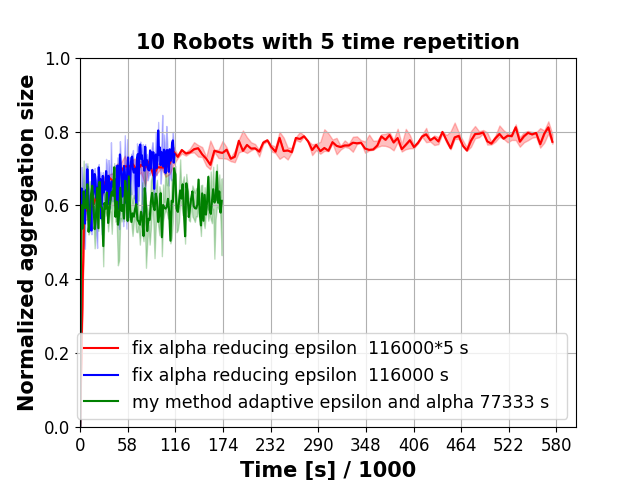 10 Robots with 5 time repetition
1.0
0.8
0.6
0.4
0.2
0.0
Normalized aggregation size
fix alpha reducing epsilon  116000*5 s
fix alpha reducing epsilon  116000 s
my method adaptive epsilon and alpha 77333 s
0 58 116 174 232 290 348 406 464 522 580
Time [s] / 1000